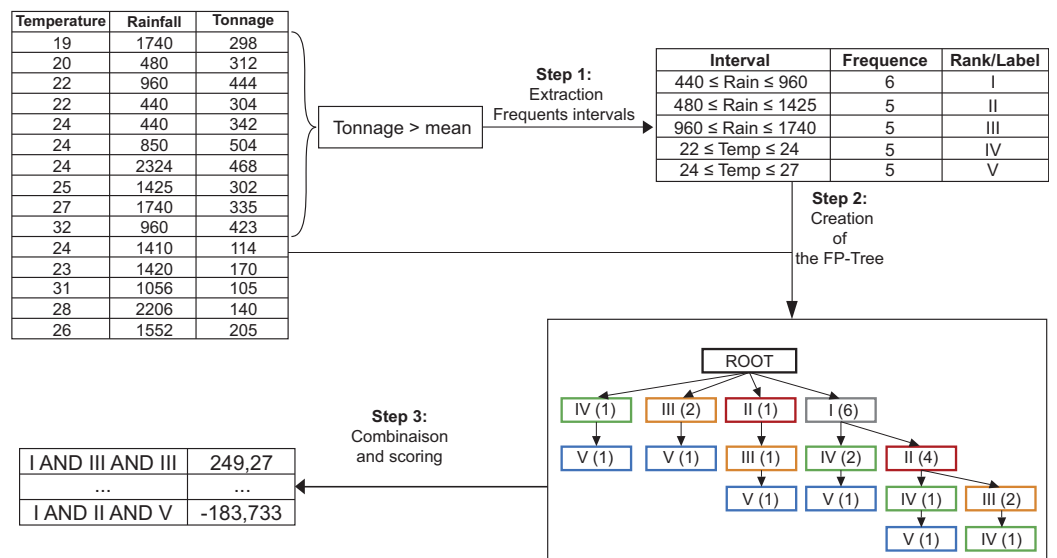 Temperature Rainfall Tonnage
19 1740 298
20 480 312
22 960 444
22 440 304
24 440 342
24 850 504
24 2324 468
25 1425 302
27 1740 335
32 960 423
24 1410 114
23 1420 170
31 1056 105
28 2206 140
26 1552 205
Tonnage > mean
Step 1:
Extraction
Frequents intervals
Interval Frequence Rank/Label
440 ≤ Rain ≤ 960 6 I
480 ≤ Rain ≤ 1425 5 II
960 ≤ Rain ≤ 1740 5 III
22 ≤ Temp ≤ 24 5 IV
24 ≤ Temp ≤ 27 5 V
Step 2:
Creation
of
the FP-Tree
ROOT
IV (1) III (2) II (1) I (6)
V (1) V (1) III (1) IV (2) II (4)
V (1) V (1) IV (1) III (2)
V (1) IV (1)
Step 3:
Combinaison
and scoring
I AND III AND III 249,27
... ...
I AND II AND V -183,733